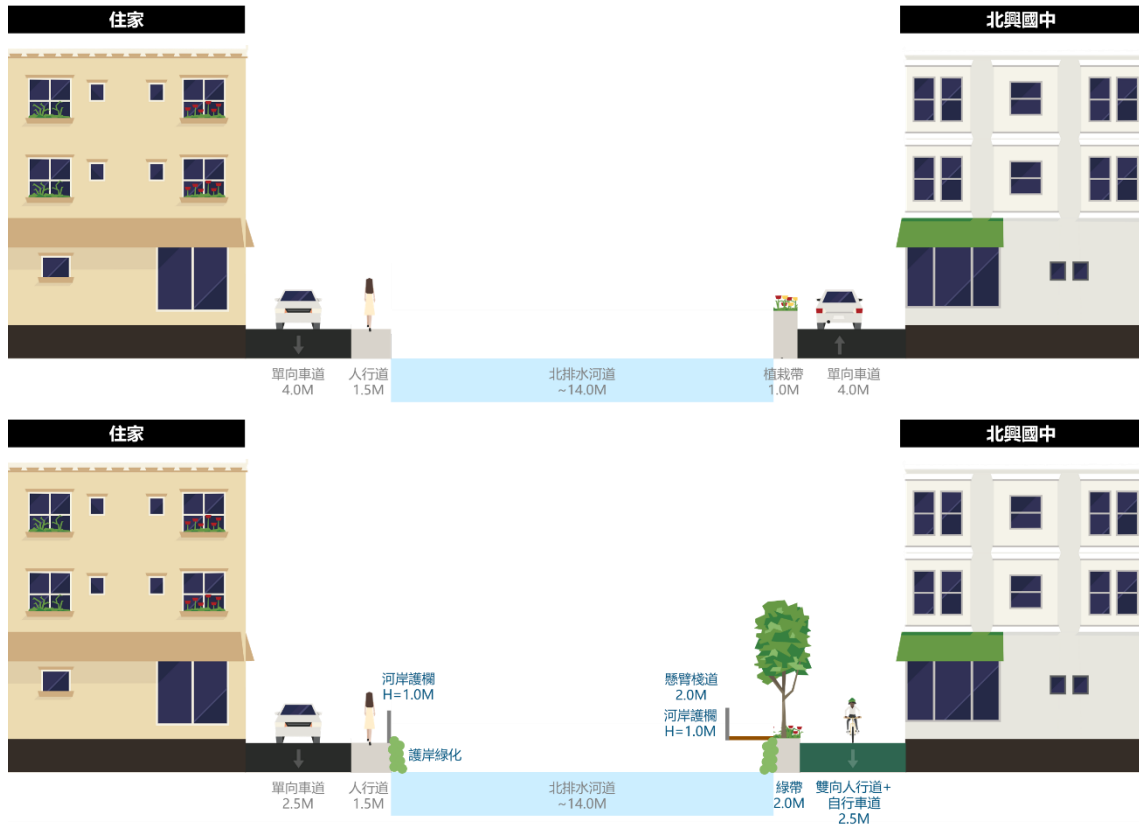 住家
北興國中
單向車道
4.0M
人行道
1.5M
北排水河道
~14.0M
植栽帶
1.0M
單向車道
4.0M
住家
北興國中
河岸護欄
H=1.0M
護岸綠化
懸臂棧道
2.0M
河岸護欄
H=1.0M
單向車道
2.5M
人行道
1.5M
北排水河道
~14.0M
綠帶
2.0M
雙向人行道+
自行車道
2.5M